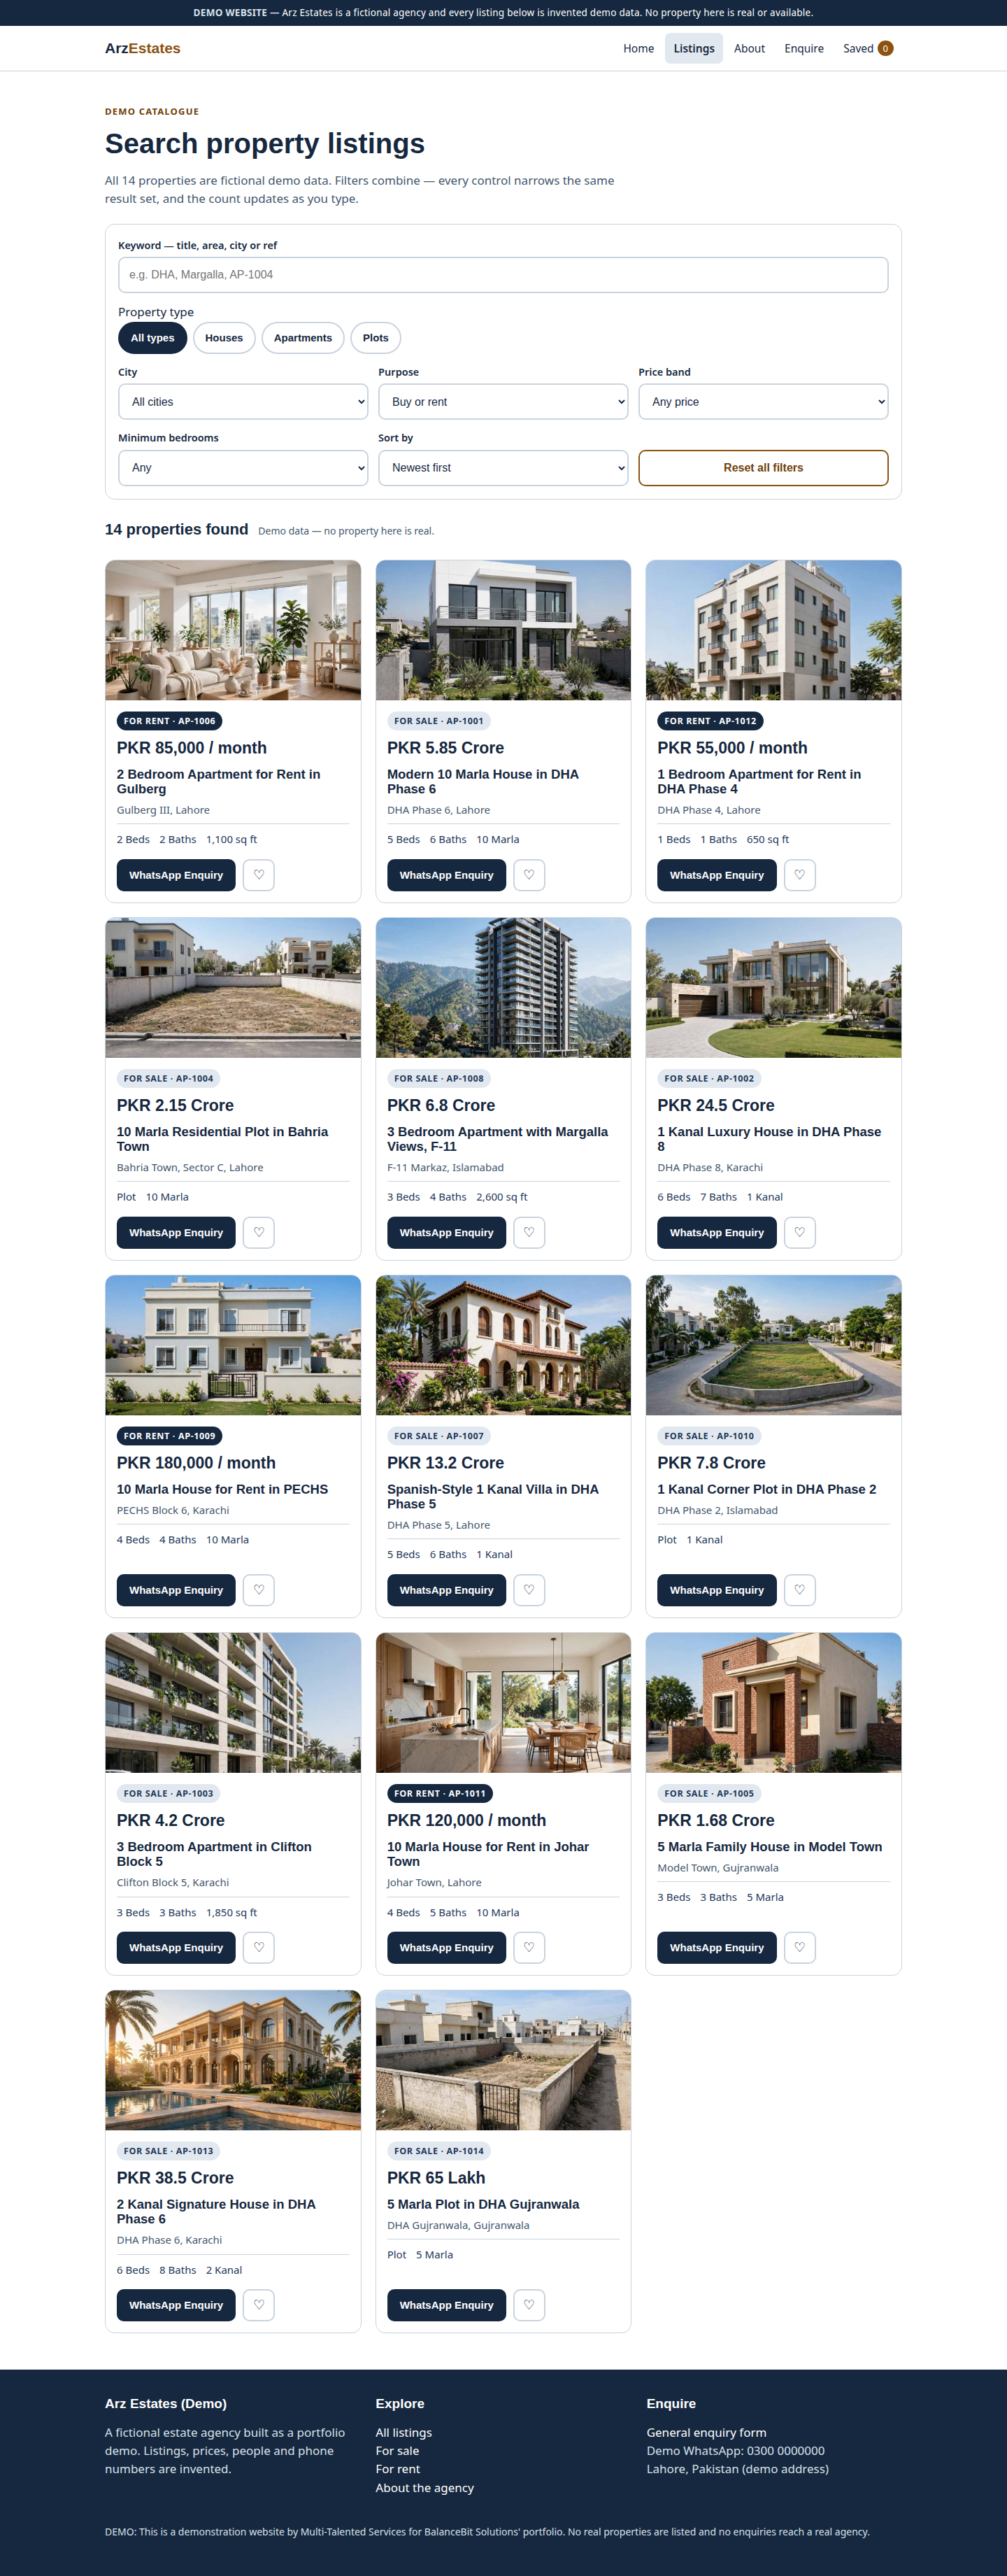 DEMO WEBSITE — Arz Estates is a fictional agency and every listing below is invented demo data. No property here is real or available.
ArzEstates
Home
Listings
About
Enquire
Saved 0
DEMO CATALOGUE
Search property listings
All 14 properties are fictional demo data. Filters combine — every control narrows the same
result set, and the count updates as you type.
Keyword — title, area, city or ref
e.g. DHA, Margalla, AP-1004
Property type
All types
Houses
Apartments
Plots
City
Purpose
Price band
All cities
Buy or rent
Any price
Minimum bedrooms
Sort by
Any
Newest first
Reset all filters
14 properties found
Demo data — no property here is real.
FOR RENT · AP-1006
PKR 85,000 / month
2 Bedroom Apartment for Rent in
Gulberg
Gulberg III, Lahore
2 Beds 2 Baths 1,100 sq ft
WhatsApp Enquiry ♡
FOR SALE · AP-1001
PKR 5.85 Crore
Modern 10 Marla House in DHA
Phase 6
DHA Phase 6, Lahore
5 Beds 6 Baths 10 Marla
WhatsApp Enquiry ♡
FOR RENT · AP-1012
PKR 55,000 / month
1 Bedroom Apartment for Rent in
DHA Phase 4
DHA Phase 4, Lahore
1 Beds 1 Baths 650 sq ft
WhatsApp Enquiry ♡
FOR SALE · AP-1004
PKR 2.15 Crore
10 Marla Residential Plot in Bahria
Town
Bahria Town, Sector C, Lahore
Plot 10 Marla
WhatsApp Enquiry ♡
FOR SALE · AP-1008
PKR 6.8 Crore
3 Bedroom Apartment with Margalla
Views, F-11
F-11 Markaz, Islamabad
3 Beds 4 Baths 2,600 sq ft
WhatsApp Enquiry ♡
FOR SALE · AP-1002
PKR 24.5 Crore
1 Kanal Luxury House in DHA Phase
8
DHA Phase 8, Karachi
6 Beds 7 Baths 1 Kanal
WhatsApp Enquiry ♡
FOR RENT · AP-1009
PKR 180,000 / month
10 Marla House for Rent in PECHS
PECHS Block 6, Karachi
4 Beds 4 Baths 10 Marla
WhatsApp Enquiry ♡
FOR SALE · AP-1007
PKR 13.2 Crore
Spanish-Style 1 Kanal Villa in DHA
Phase 5
DHA Phase 5, Lahore
5 Beds 6 Baths 1 Kanal
WhatsApp Enquiry ♡
FOR SALE · AP-1010
PKR 7.8 Crore
1 Kanal Corner Plot in DHA Phase 2
DHA Phase 2, Islamabad
Plot 1 Kanal
WhatsApp Enquiry ♡
FOR SALE · AP-1003
PKR 4.2 Crore
3 Bedroom Apartment in Clifton
Block 5
Clifton Block 5, Karachi
3 Beds 3 Baths 1,850 sq ft
WhatsApp Enquiry ♡
FOR RENT · AP-1011
PKR 120,000 / month
10 Marla House for Rent in Johar
Town
Johar Town, Lahore
4 Beds 5 Baths 10 Marla
WhatsApp Enquiry ♡
FOR SALE · AP-1005
PKR 1.68 Crore
5 Marla Family House in Model Town
Model Town, Gujranwala
3 Beds 3 Baths 5 Marla
WhatsApp Enquiry ♡
FOR SALE · AP-1013
PKR 38.5 Crore
2 Kanal Signature House in DHA
Phase 6
DHA Phase 6, Karachi
6 Beds 8 Baths 2 Kanal
WhatsApp Enquiry ♡
FOR SALE · AP-1014
PKR 65 Lakh
5 Marla Plot in DHA Gujranwala
DHA Gujranwala, Gujranwala
Plot 5 Marla
WhatsApp Enquiry ♡
Arz Estates (Demo)
A fictional estate agency built as a portfolio
demo. Listings, prices, people and phone
numbers are invented.
Explore
All listings
For sale
For rent
About the agency
Enquire
General enquiry form
Demo WhatsApp: 0300 0000000
Lahore, Pakistan (demo address)
DEMO: This is a demonstration website by Multi-Talented Services for BalanceBit Solutions' portfolio. No real properties are listed and no enquiries reach a real agency.